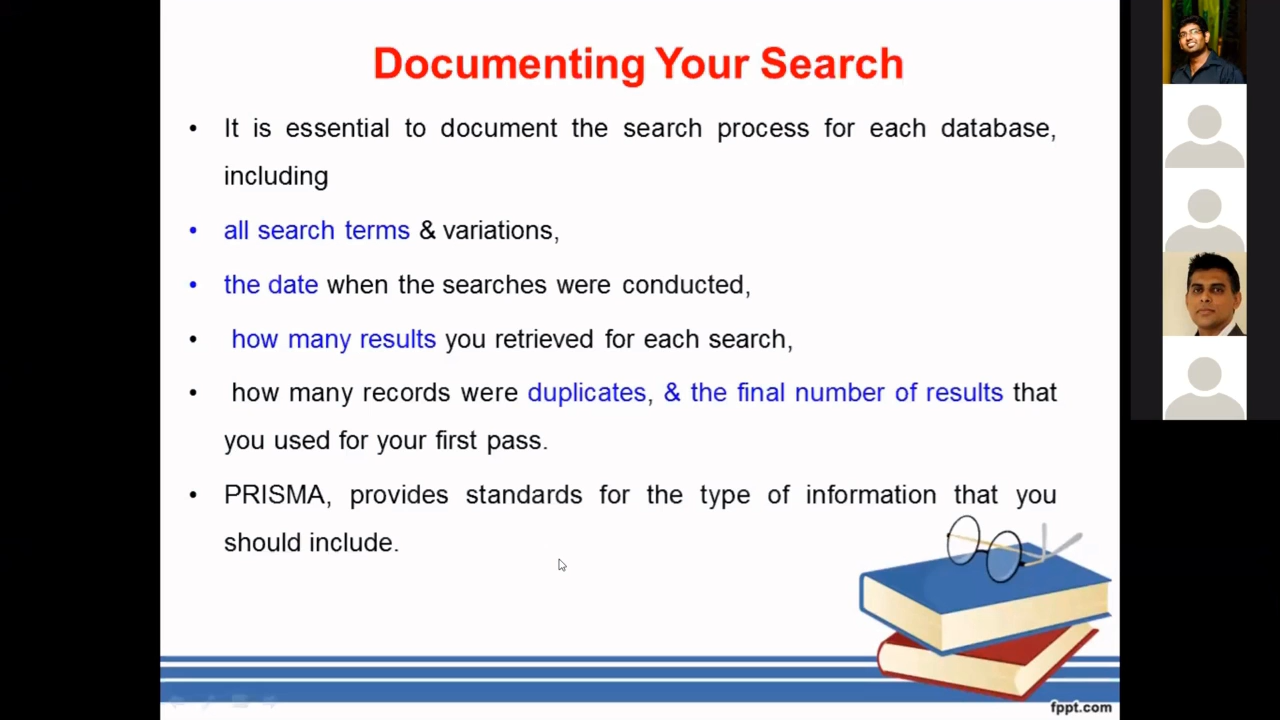 Documenting Your Search
• It is essential to document the search process for each database,
including
• all search terms & variations,
• the date when the searches were conducted,
• how many results you retrieved for each search,
• how many records were duplicates, & the final number of results that
you used for your first pass.
• PRISMA, provides standards for the type of information that you
should include.
fppt.com